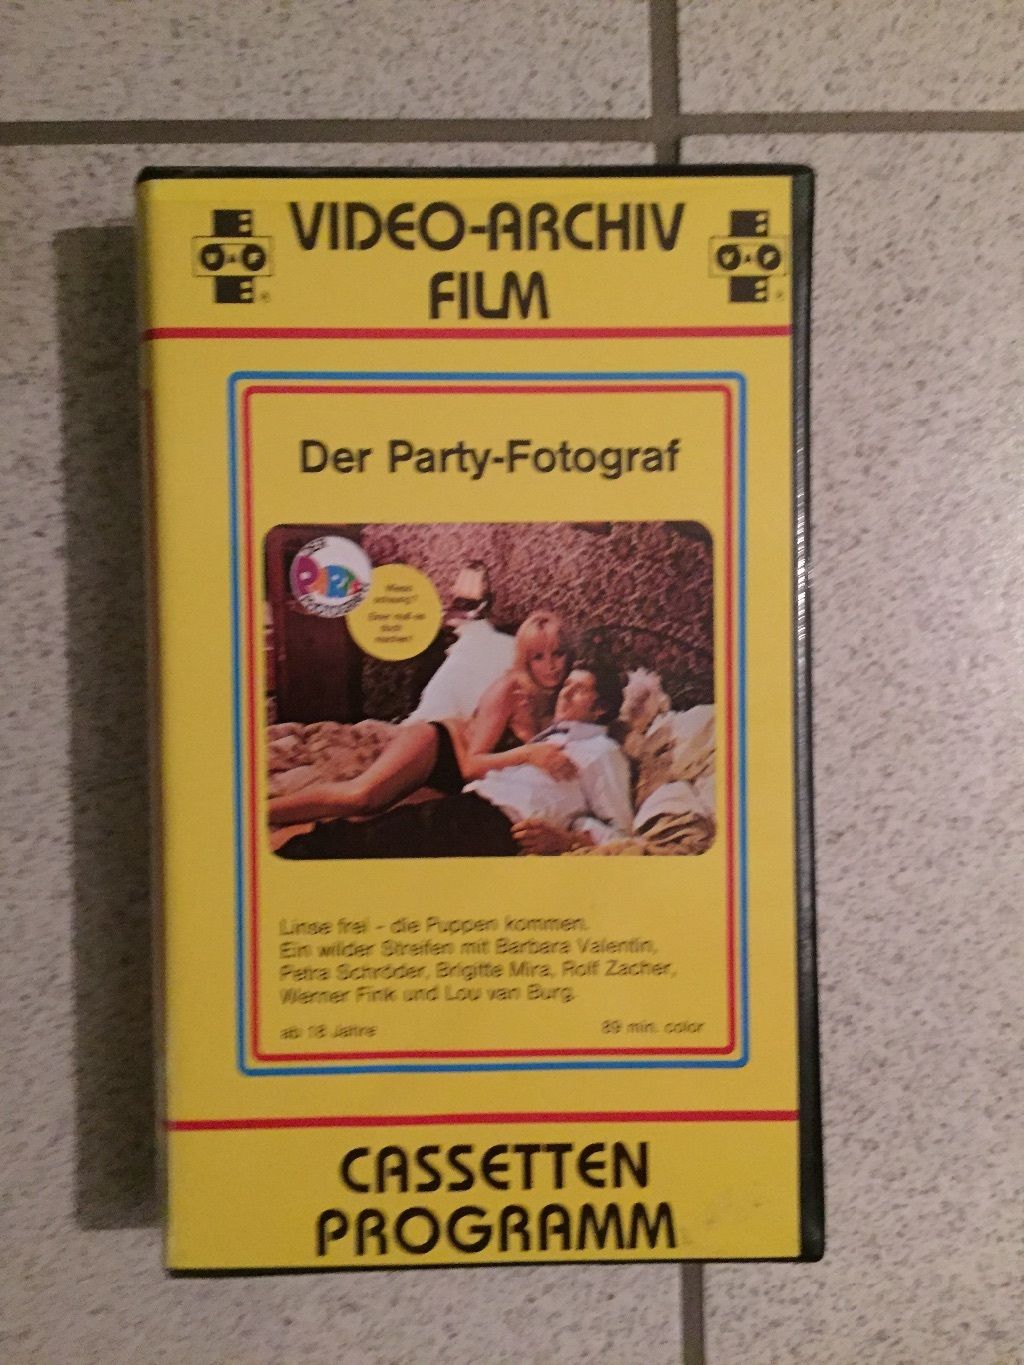 VIDEO-ARCHIV
FILM
Der Party-Fotograf
Linse frei – die Puppen kommen.
Ein wilder Streifen mit Barbara Valentin,
Petra Schröder, Brigitte Mira, Rolf Zacher,
Werner Fink und Lou van Burg.
ab 18 Jahre
89 min. color
CASSETTEN
PROGRAMM